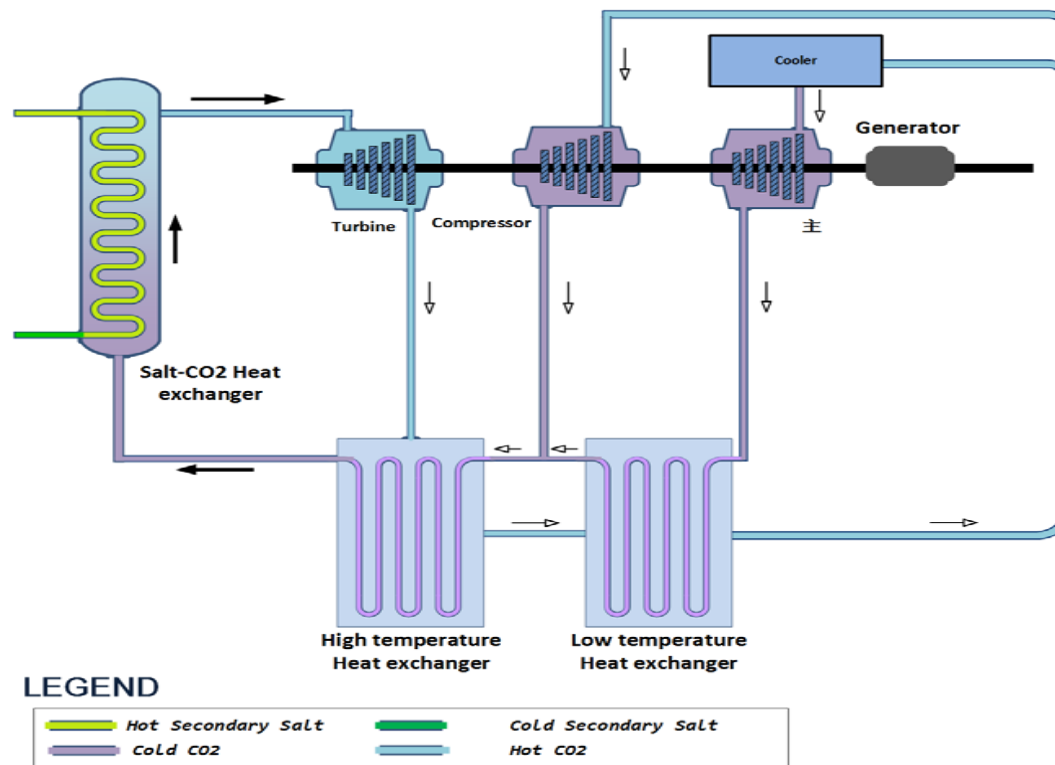 Cooler
Generator
Turbine
Compressor
主
Salt-CO2 Heat
exchanger
High temperature
Heat exchanger
Low temperature
Heat exchanger
LEGEND
Hot Secondary Salt
Cold Secondary Salt
Cold CO2
Hot CO2